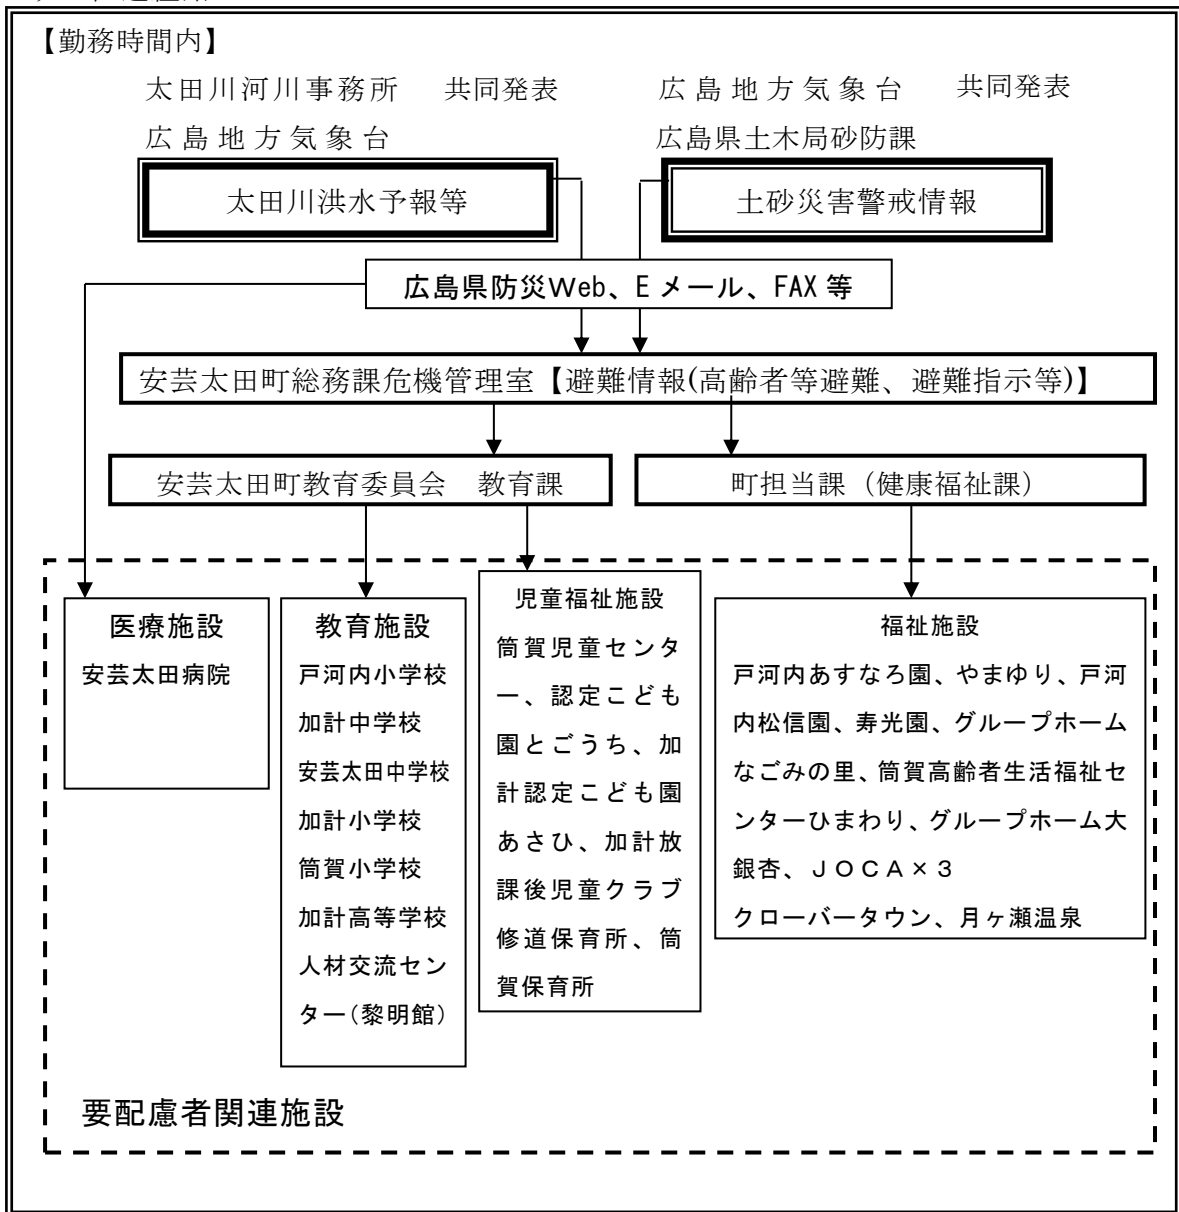 【勤務時間内】
太田川河川事務所 共同発表
広島地方気象台
広島地方気象台 共同発表
広島県土木局砂防課
太田川洪水予報等
土砂災害警戒情報
広島県防災Web、Eメール、FAX等
安芸太田町総務課危機管理室【避難情報(高齢者等避難、避難指示等)】
安芸太田町教育委員会 教育課
町担当課（健康福祉課）
医療施設
安芸太田病院
教育施設
戸河内小学校
加計中学校
安芸太田中学校
加計小学校
筒賀小学校
加計高等学校
人材交流セン
ター（黎明館）
児童福祉施設
筒賀児童センタ
ー、認定こども
園とごうち、加
計認定こども園
あさひ、加計放
課後児童クラブ
修道保育所、筒
賀保育所
福祉施設
戸河内あすなろ園、やまゆり、戸河
内松信園、寿光園、グループホーム
なごみの里、筒賀高齢者生活福祉セ
ンターひまわり、グループホーム大
銀杏、ＪＯＣＡ×３
クローバータウン、月ヶ瀬温泉
要配慮者関連施設